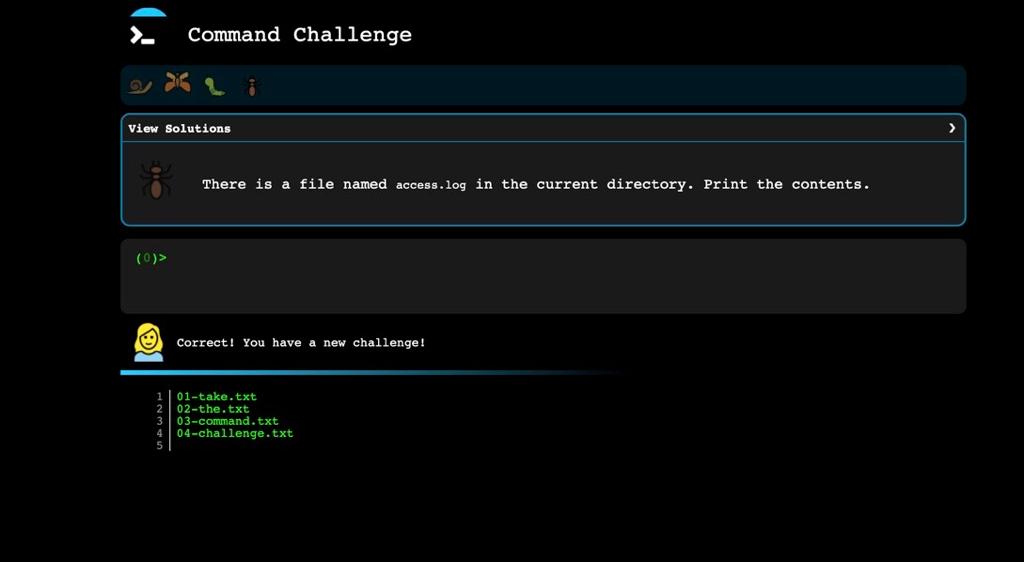 Command Challenge
View Solutions ❯
There is a file named access.log in the current directory. Print the contents.
(0)>
Correct! You have a new challenge!
1 01-take.txt
2 02-the.txt
3 03-command.txt
4 04-challenge.txt
5